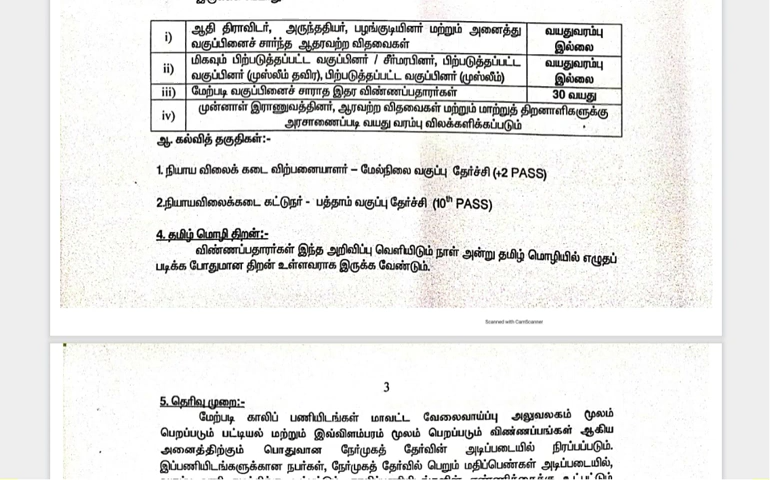 i) ஆதி திராவிடர், அருந்ததியர், பழங்குடியினர் மற்றும் அனைத்து வயதுவரம்பு
வகுப்பினைச் சார்ந்த ஆதரவற்ற விதவைகள் இல்லை
ii) மிகவும் பிற்படுத்தப்பட்ட வகுப்பினர் / சீர்மரபினர், பிற்படுத்தப்பட்ட வயதுவரம்பு
வகுப்பினர் (முஸ்லீம் தவிர), பிற்படுத்தப்பட்ட வகுப்பினர் (முஸ்லீம்) இல்லை
iii) மேற்படி வகுப்பினைச் சாராத இதர விண்ணப்பதாரர்கள் 30 வயது
iv) முன்னாள் இராணுவத்தினர், ஆரவற்ற விதவைகள் மற்றும் மாற்றுத் திறனாளிகளுக்கு
அரசாணைப்படி வயது வரம்பு விலக்களிக்கப்படும்
ஆ. கல்வித் தகுதிகள்:-
1. நியாய விலைக் கடை விற்பனையாளர் – மேல்நிலை வகுப்பு தேர்ச்சி (+2 PASS)
2.நியாயவிலைக்கடை கட்டுநர் - பத்தாம் வகுப்பு தேர்ச்சி (10th PASS)
4. தமிழ் மொழி திறன்:-
விண்ணப்பதாரர்கள் இந்த அறிவிப்பு வெளியிடும் நாள் அன்று தமிழ் மொழியில் எழுதப்
படிக்க போதுமான திறன் உள்ளவராக இருக்க வேண்டும்.
Scanned with CamScanner
3
5. தெரிவு முறை:-
மேற்படி காலிப் பணியிடங்கள் மாவட்ட வேலைவாய்ப்பு அலுவலகம் மூலம்
பெறப்படும் பட்டியல் மற்றும் இவ்விளம்பரம் மூலம் பெறப்படும் விண்ணப்பங்கள் ஆகிய
அனைத்திற்கும் பொதுவான நேர்முகத் தேர்வின் அடிப்படையில் நிரப்பப்படும்.
இப்பணியிடங்களுக்கான நபர்கள், நேர்முகத் தேர்வில் பெறும் மதிப்பெண்கள் அடிப்படையில்,